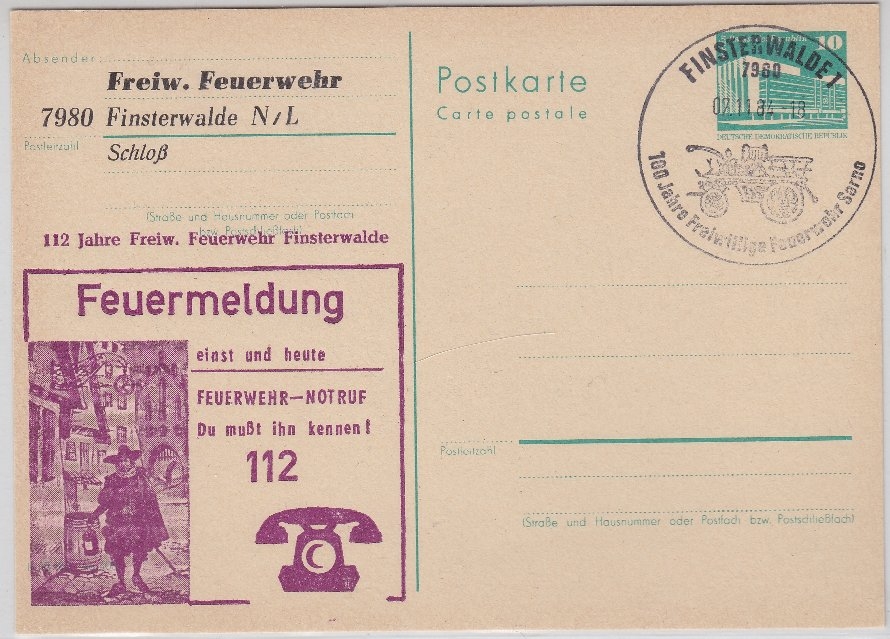 Absender:
Freiw. Feuerwehr
7980 Finsterwalde N/L
Postleitzahl
Schloß
(Straße und Hausnummer oder Postfach
bzw. Postschließfach)
112 Jahre Freiw. Feuerwehr Finsterwalde
Feuermeldung
einst und heute
FEUERWEHR—NOTRUF
Du mußt ihn kennen!
112
Postkarte
Carte postale
10
DEUTSCHE DEMOKRATISCHE REPUBLIK
FINSTERWALDE 1
7980
02.11.84-18
100 Jahre Freiwillige Feuerwehr Sorno
Postleitzahl
(Straße und Hausnummer oder Postfach bzw. Postschließfach)